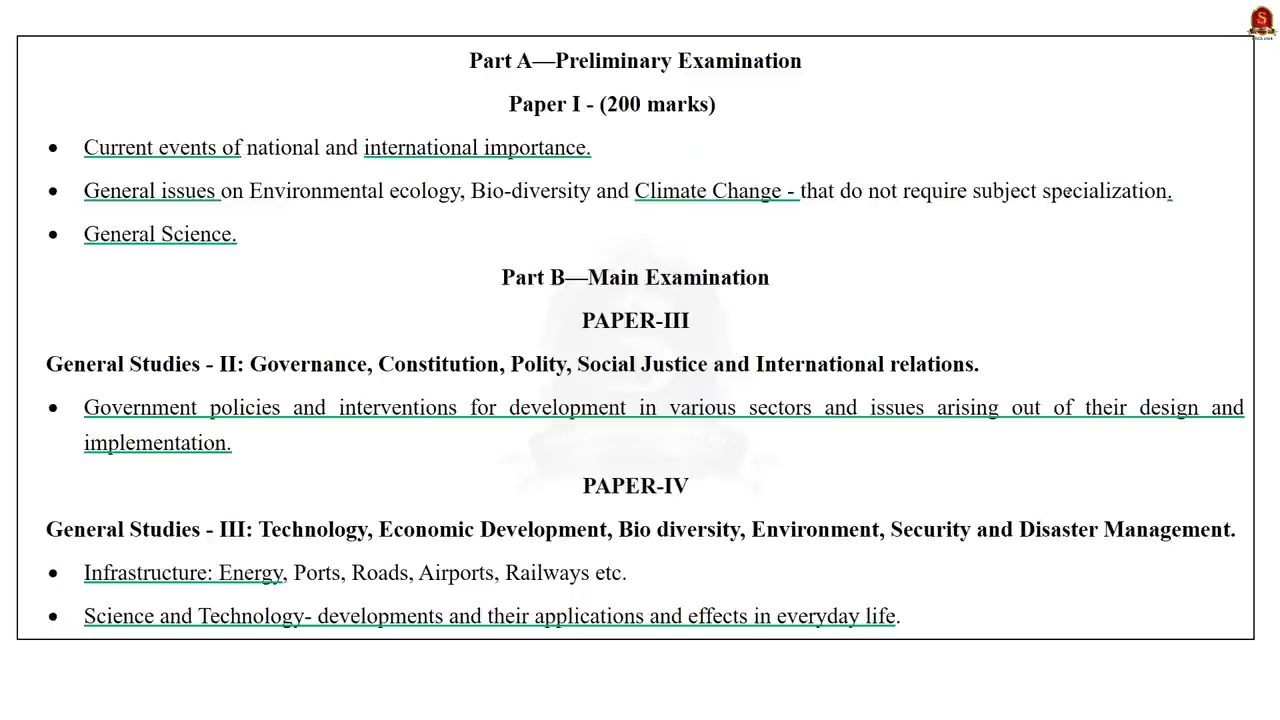 Part A—Preliminary Examination
Paper I - (200 marks)
• Current events of national and international importance.
• General issues on Environmental ecology, Bio-diversity and Climate Change - that do not require subject specialization.
• General Science.
Part B—Main Examination
PAPER-III
General Studies - II: Governance, Constitution, Polity, Social Justice and International relations.
• Government policies and interventions for development in various sectors and issues arising out of their design and
implementation.
PAPER-IV
General Studies - III: Technology, Economic Development, Bio diversity, Environment, Security and Disaster Management.
• Infrastructure: Energy, Ports, Roads, Airports, Railways etc.
• Science and Technology- developments and their applications and effects in everyday life.